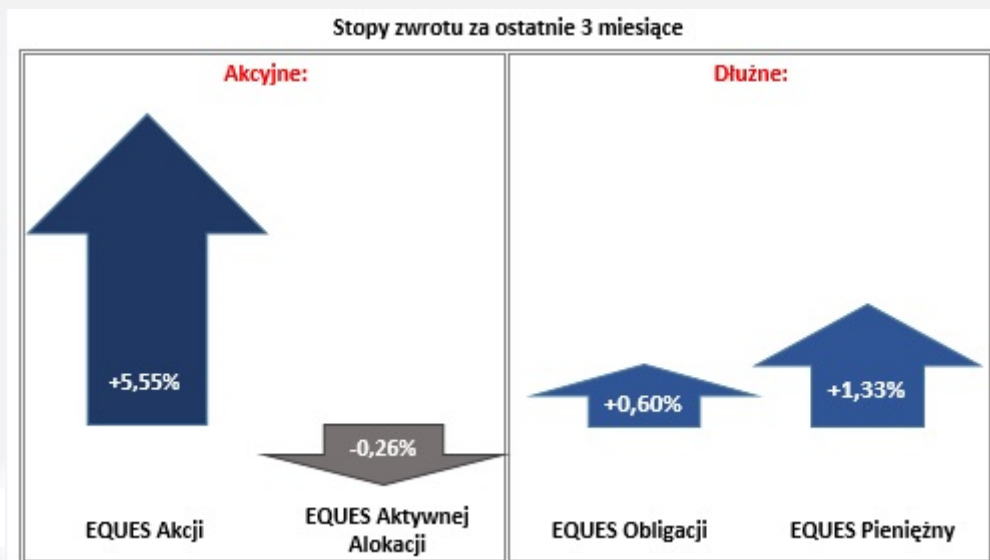 Stopy zwrotu za ostatnie 3 miesiące
Akcyjne:
+5,55%
-0,26%
EQUES Akcji
EQUES Aktywnej
Alokacji
Dłużne:
+0,60%
+1,33%
EQUES Obligacji
EQUES Pieniężny